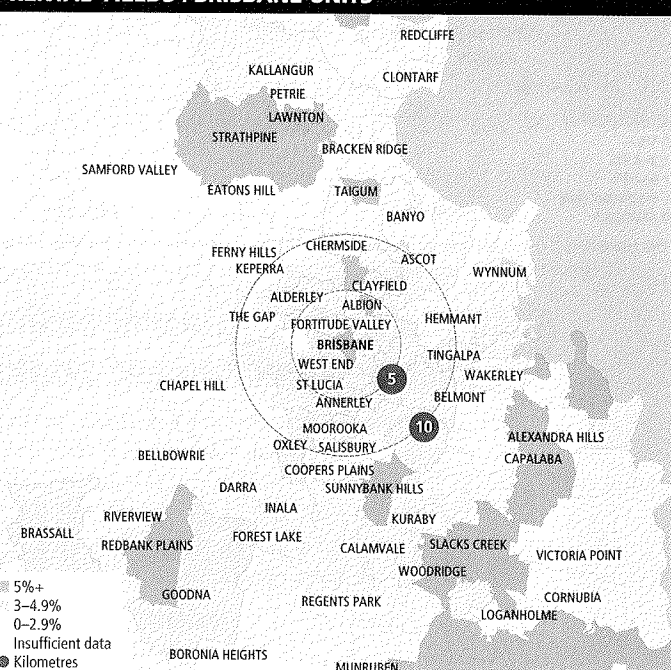 REDCLIFFE
KALLANGUR
CLONTARF
PETRIE
LAWNTON
STRATHPINE
BRACKEN RIDGE
SAMFORD VALLEY
EATONS HILL
TAIGUM
BANYO
CHERMSIDE
FERNY HILLS
ASCOT
KEPERRA
WYNNUM
CLAYFIELD
ALDERLEY
ALBION
THE GAP
HEMMANT
FORTITUDE VALLEY
BRISBANE
TINGALPA
WEST END
WAKERLEY
5
ST LUCIA
CHAPEL HILL
BELMONT
ANNERLEY
10
MOOROOKA
ALEXANDRA HILLS
OXLEY
SALISBURY
BELLBOWRIE
CAPALABA
COOPERS PLAINS
DARRA
SUNNYBANK HILLS
INALA
RIVERVIEW
KURABY
BRASSALL
FOREST LAKE
REDBANK PLAINS
SLACKS CREEK
CALAMVALE
VICTORIA POINT
WOODRIDGE
5%+
GOODNA
CORNUBIA
REGENTS PARK
3–4.9%
LOGANHOLME
0–2.9%
Insufficient data
BORONIA HEIGHTS
Kilometres
MUNRUBEN